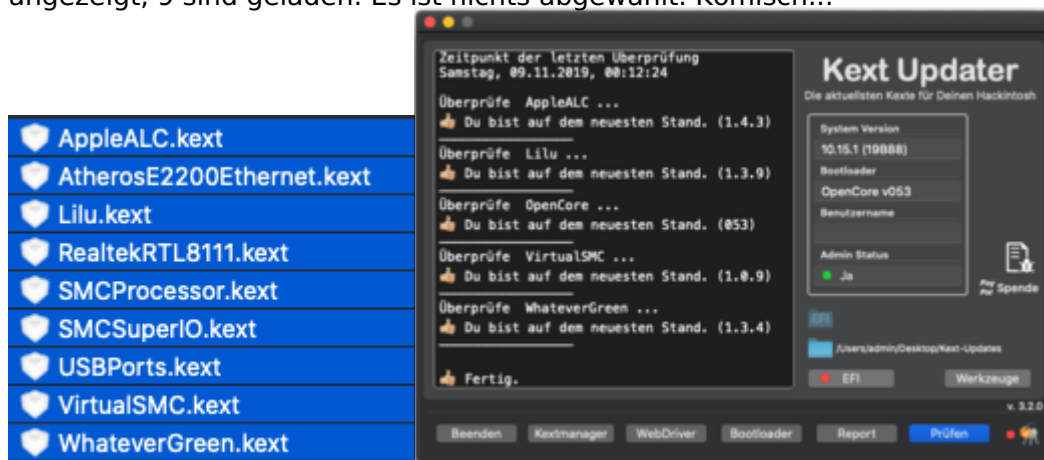 angezeigt, 9 sind geladen. Es ist nichts abgewählt. Komisch...
AppleALC.kext
AtherosE2200Ethernet.kext
Lilu.kext
RealtekRTL8111.kext
SMCProcessor.kext
SMCSuperIO.kext
USBPorts.kext
VirtualSMC.kext
WhateverGreen.kext
Zeitpunkt der letzten Überprüfung
Samstag, 09.11.2019, 00:12:24
Überprüfe AppleALC ...
Du bist auf dem neuesten Stand. (1.4.3)
Überprüfe Lilu ...
Du bist auf dem neuesten Stand. (1.3.9)
Überprüfe OpenCore ...
Du bist auf dem neuesten Stand. (053)
Überprüfe VirtualSMC ...
Du bist auf dem neuesten Stand. (1.0.9)
Überprüfe WhateverGreen ...
Du bist auf dem neuesten Stand. (1.3.4)
Fertig.
Kext Updater
Die aktuellsten Kexte für Deinen Hackintosh
System Version
10.15.1 (19B88)
Bootloader
OpenCore v053
Benutzername
Admin Status
Ja
Spende
EFI
/Users/admin/Desktop/Kext-Updates
EFI
Werkzeuge
v. 3.2.0
Beenden
Kextmanager
WebDriver
Bootloader
Report
Prüfen